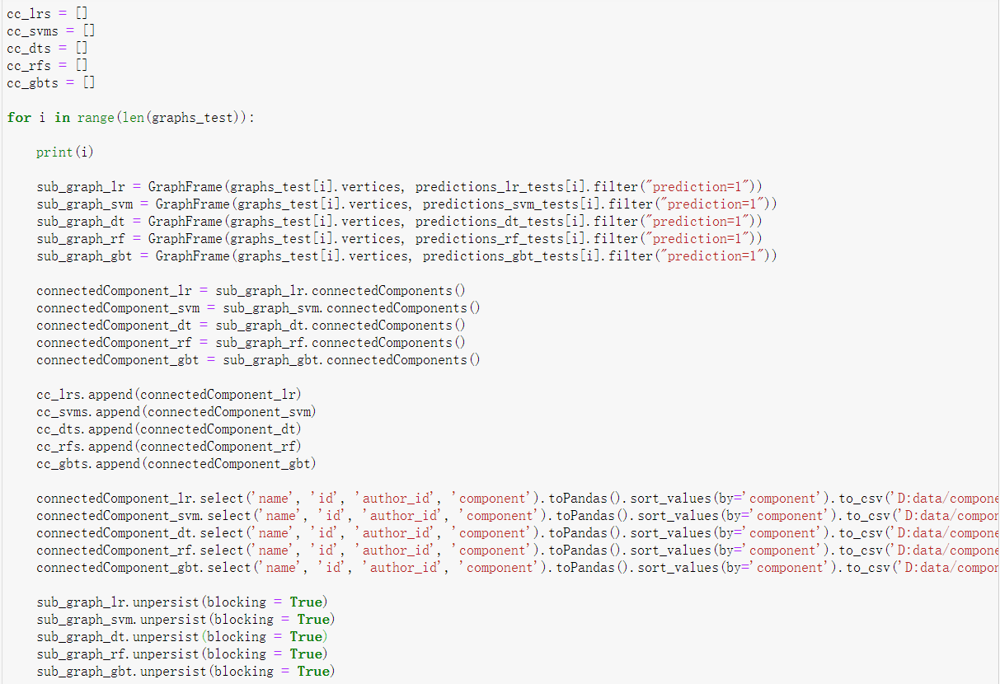 cc_lrs = []
cc_svms = []
cc_dts = []
cc_rfs = []
cc_gbts = []
for i in range(len(graphs_test)):
print(i)
sub_graph_lr = GraphFrame(graphs_test[i].vertices, predictions_lr_tests[i].filter("prediction=1"))
sub_graph_svm = GraphFrame(graphs_test[i].vertices, predictions_svm_tests[i].filter("prediction=1"))
sub_graph_dt = GraphFrame(graphs_test[i].vertices, predictions_dt_tests[i].filter("prediction=1"))
sub_graph_rf = GraphFrame(graphs_test[i].vertices, predictions_rf_tests[i].filter("prediction=1"))
sub_graph_gbt = GraphFrame(graphs_test[i].vertices, predictions_gbt_tests[i].filter("prediction=1"))
connectedComponent_lr = sub_graph_lr.connectedComponents()
connectedComponent_svm = sub_graph_svm.connectedComponents()
connectedComponent_dt = sub_graph_dt.connectedComponents()
connectedComponent_rf = sub_graph_rf.connectedComponents()
connectedComponent_gbt = sub_graph_gbt.connectedComponents()
cc_lrs.append(connectedComponent_lr)
cc_svms.append(connectedComponent_svm)
cc_dts.append(connectedComponent_dt)
cc_rfs.append(connectedComponent_rf)
cc_gbts.append(connectedComponent_gbt)
connectedComponent_lr.select('name', 'id', 'author_id', 'component').toPandas().sort_values(by='component').to_csv('D:data/compone
connectedComponent_svm.select('name', 'id', 'author_id', 'component').toPandas().sort_values(by='component').to_csv('D:data/compor
connectedComponent_dt.select('name', 'id', 'author_id', 'component').toPandas().sort_values(by='component').to_csv('D:data/compone
connectedComponent_rf.select('name', 'id', 'author_id', 'component').toPandas().sort_values(by='component').to_csv('D:data/compone
connectedComponent_gbt.select('name', 'id', 'author_id', 'component').toPandas().sort_values(by='component').to_csv('D:data/compor
sub_graph_lr.unpersist(blocking = True)
sub_graph_svm.unpersist(blocking = True)
sub_graph_dt.unpersist(blocking = True)
sub_graph_rf.unpersist(blocking = True)
sub_graph_gbt.unpersist(blocking = True)